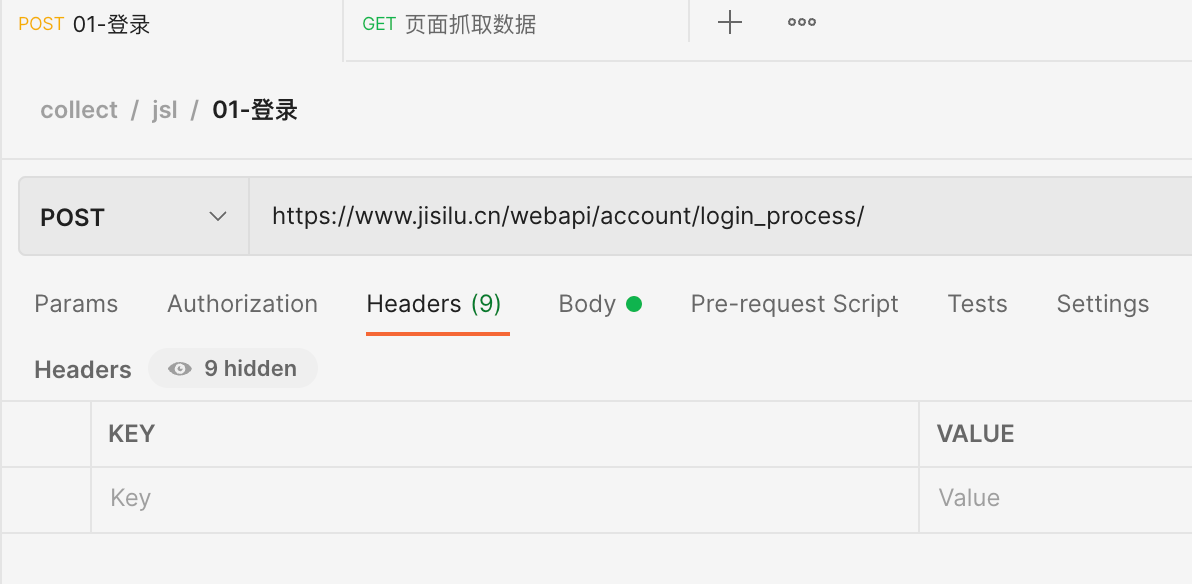 POST 01-登录 GET 页面抓取数据
collect / jsl / 01-登录
POST https://www.jisilu.cn/webapi/account/login_process/
Params Authorization Headers (9) Body Pre-request Script Tests Settings
Headers 9 hidden
KEY VALUE
Key Value